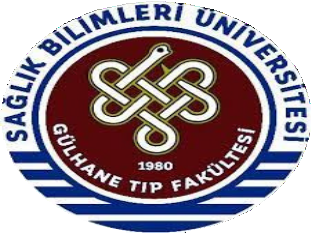 SAĞLIK BİLİMLERİ ÜNİVERSİTESİ
1980
GÜLHANE TIP FAKÜLTESİ